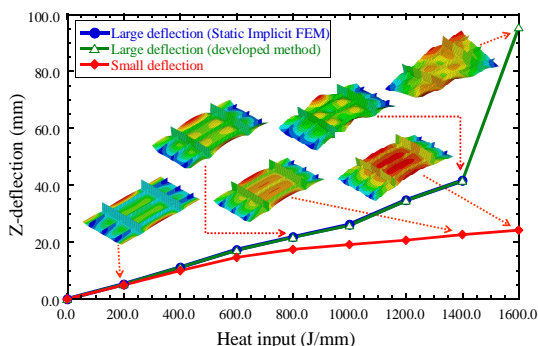 Large deflection (Static Implicit FEM)
Large deflection (developed method)
Small deflection
100.0
80.0
60.0
40.0
20.0
0.0
Z-deflection (mm)
0.0 200.0 400.0 600.0 800.0 1000.0 1200.0 1400.0 1600.0
Heat input (J/mm)